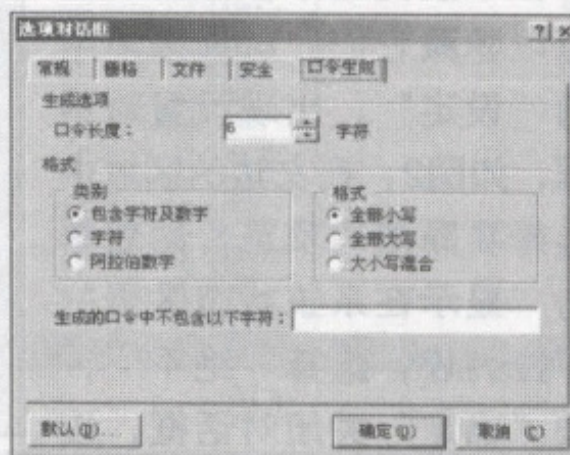 选项对话框 ? ×
常规 栅格 文件 安全 口令生成
生成选项
口令长度： 6 字符
格式
类别 格式
包含字符及数字 全部小写
字符 全部大写
阿拉伯数字 大小写混合
生成的口令中不包含以下字符：
默认(D)... 确定(O) 取消 (C)